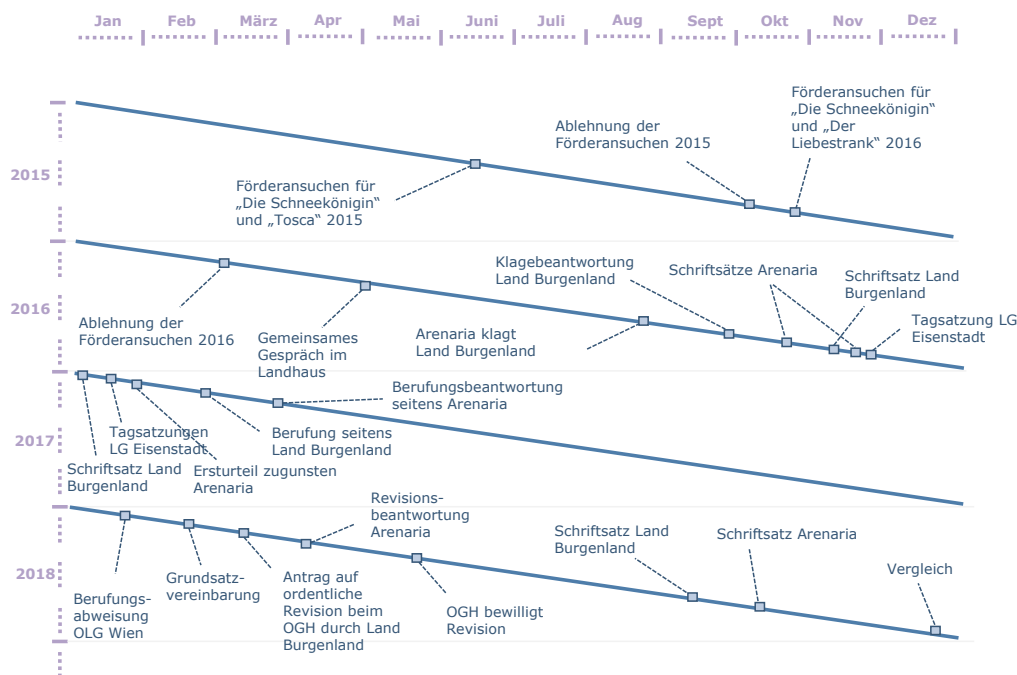 Jan Feb März Apr Mai Juni Juli Aug Sept Okt Nov Dez
2015
Förderansuchen für
„Die Schneekönigin“
und „Tosca“ 2015
Ablehnung der
Förderansuchen 2015
Förderansuchen für
„Die Schneekönigin“
und „Der
Liebestrank“ 2016
2016
Ablehnung der
Förderansuchen 2016
Gemeinsames
Gespräch im
Landhaus
Arenaria klagt
Land Burgenland
Klagebeantwortung
Land Burgenland
Schriftsätze Arenaria
Schriftsatz Land
Burgenland
Tagsatzung LG
Eisenstadt
2017
Schriftsatz Land
Burgenland
Tagsatzungen
LG Eisenstadt
Ersturteil zugunsten
Arenaria
Berufung seitens
Land Burgenland
Berufungsbeantwortung
seitens Arenaria
2018
Berufungs-
abweisung
OLG Wien
Grundsatz-
vereinbarung
Antrag auf
ordentliche
Revision beim
OGH durch Land
Burgenland
Revisions-
beantwortung
Arenaria
OGH bewilligt
Revision
Schriftsatz Land
Burgenland
Schriftsatz Arenaria
Vergleich